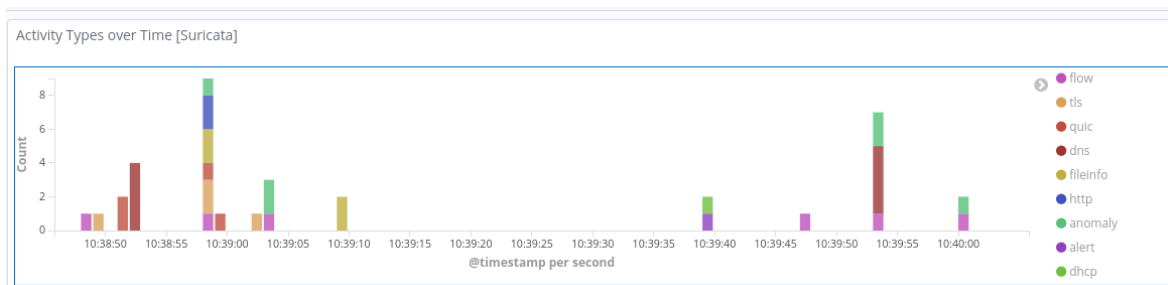 Activity Types over Time [Suricata]
8
6
4
2
0
Count
10:38:50 10:38:55 10:39:00 10:39:05 10:39:10 10:39:15 10:39:20 10:39:25 10:39:30 10:39:35 10:39:40 10:39:45 10:39:50 10:39:55 10:40:00
@timestamp per second
flow
tls
quic
dns
fileinfo
http
anomaly
alert
dhcp